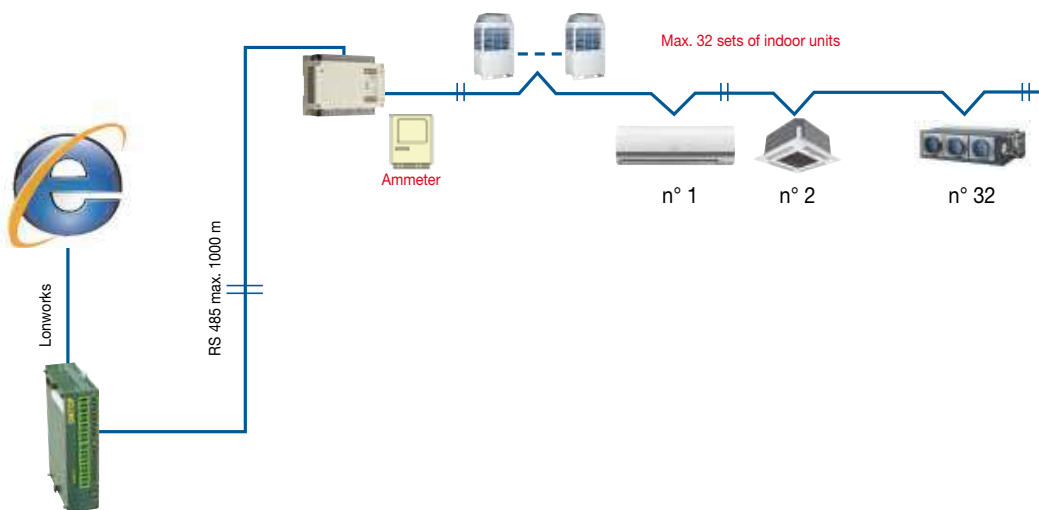 Max. 32 sets of indoor units
Ammeter
n° 1
n° 2
n° 32
RS 485 max. 1000 m
Lonworks